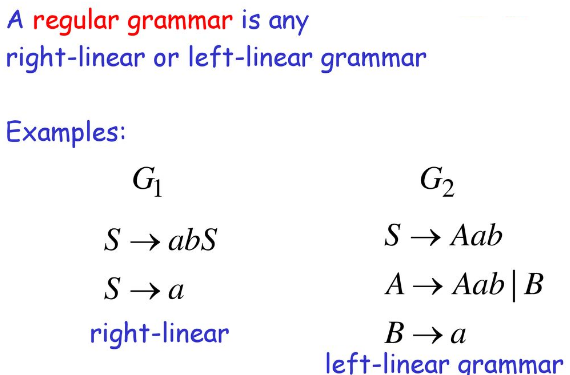 A regular grammar is any
right-linear or left-linear grammar
Examples:
G₁
S → abS
S → a
right-linear
G₂
S → Aab
A → Aab | B
B → a
left-linear grammar